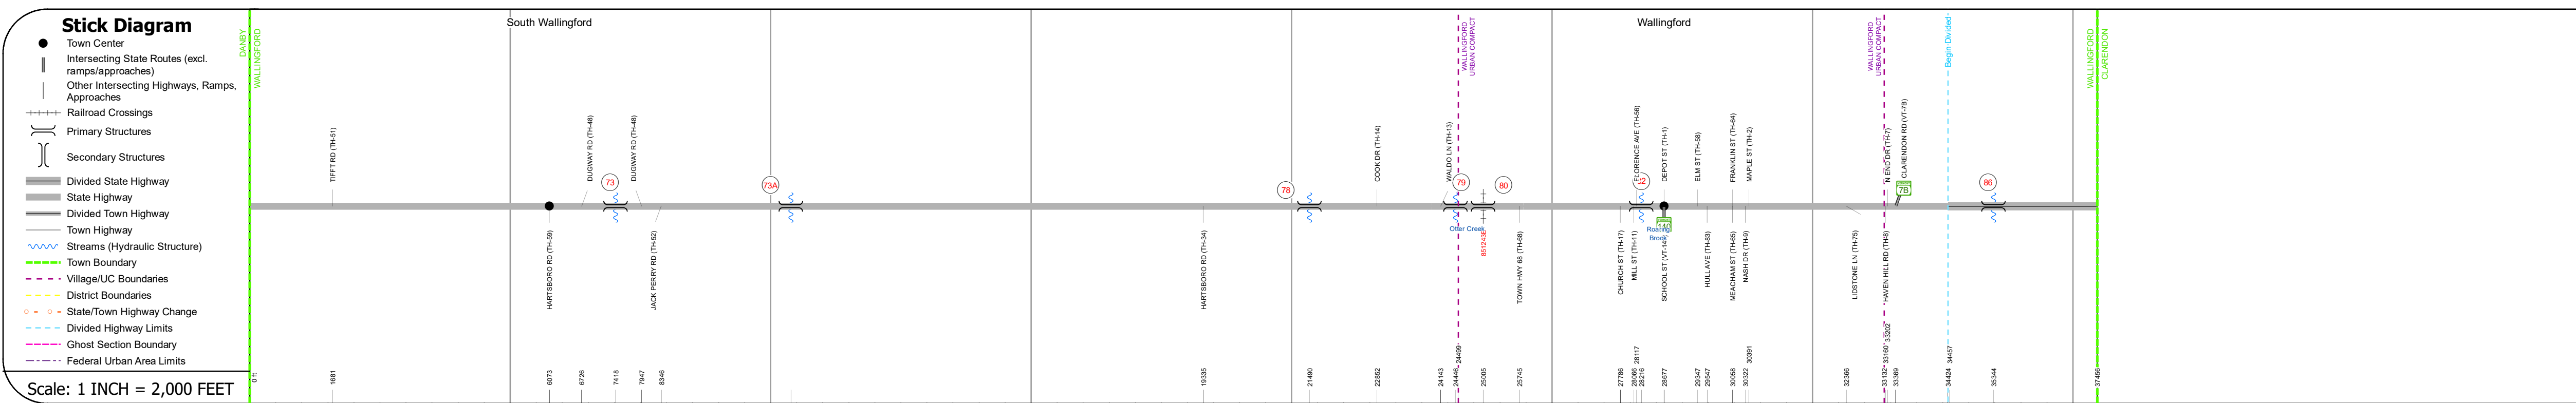 Stick Diagram
Town Center
Intersecting State Routes (excl.
ramps/approaches)
Other Intersecting Highways, Ramps,
Approaches
Railroad Crossings
Primary Structures
Secondary Structures
Divided State Highway
State Highway
Divided Town Highway
Town Highway
Streams (Hydraulic Structure)
Town Boundary
Village/UC Boundaries
District Boundaries
State/Town Highway Change
Divided Highway Limits
Ghost Section Boundary
Federal Urban Area Limits
Scale: 1 INCH = 2,000 FEET
DANBY
WALLINGFORD
South Wallingford
Wallingford
WALLINGFORD
URBAN COMPACT
WALLINGFORD
URBAN COMPACT
Begin Divided
WALLINGFORD
CLARENDON
TIFFT RD (TH-51)
DUGWAY RD (TH-48)
DUGWAY RD (TH-48)
COOK DR (TH-14)
WALDO LN (TH-13)
FLORENCE AVE (TH-56)
DEPOT ST (TH-1)
ELM ST (TH-58)
FRANKLIN ST (TH-64)
MAPLE ST (TH-2)
N END DR (TH-7)
CLARENDON RD (VT-7B)
73
73A
78
79
80
86
7B
Otter Creek
Roaring
Brook
851243E
HARTSBORO RD (TH-59)
JACK PERRY RD (TH-52)
HARTSBORO RD (TH-34)
TOWN HWY 68 (TH-68)
CHURCH ST (TH-17)
MILL ST (TH-11)
SCHOOL ST (VT-140)
HULL AVE (TH-83)
MEACHAM ST (TH-65)
NASH DR (TH-9)
LIDSTONE LN (TH-75)
HAVEN HILL RD (TH-8)
0 ft
1681
6073
6726
7418
7947
8346
19335
21490
22852
24143
24446
24499
25005
25745
27786
28066
28117
28216
28677
29347
29547
30058
30322
30391
32366
33132
33160
33202
33369
34424
34457
35344
37456